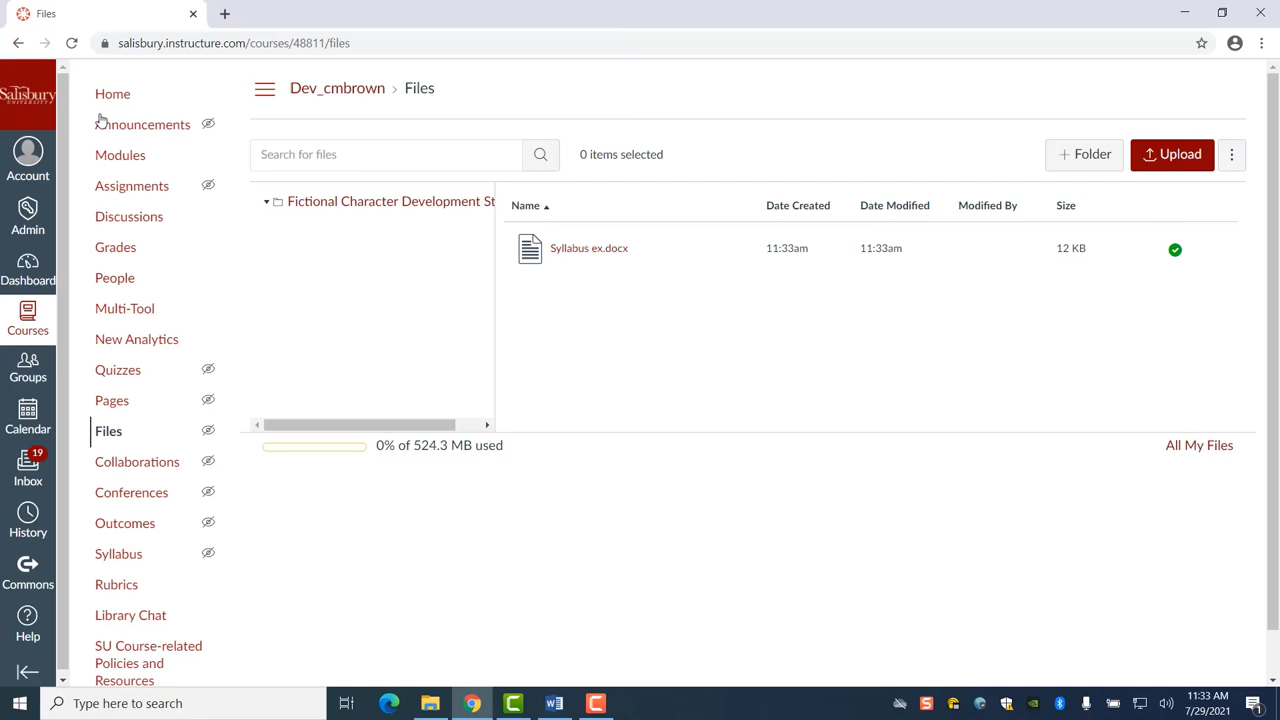 Files
salisbury.instructure.com/courses/48811/files
Salisbury
UNIVERSITY
Account
Admin
Dashboard
Courses
Groups
Calendar
19
Inbox
History
Commons
Help
Home
Announcements
Modules
Assignments
Discussions
Grades
People
Multi-Tool
New Analytics
Quizzes
Pages
Files
Collaborations
Conferences
Outcomes
Syllabus
Rubrics
Library Chat
SU Course-related
Policies and
Resources
Dev_cmbrown › Files
Search for files
0 items selected
+ Folder
Upload
Fictional Character Development St
Name Date Created Date Modified Modified By Size
Syllabus ex.docx 11:33am 11:33am 12 KB
0% of 524.3 MB used
All My Files
Type here to search
11:33 AM
7/29/2021
1